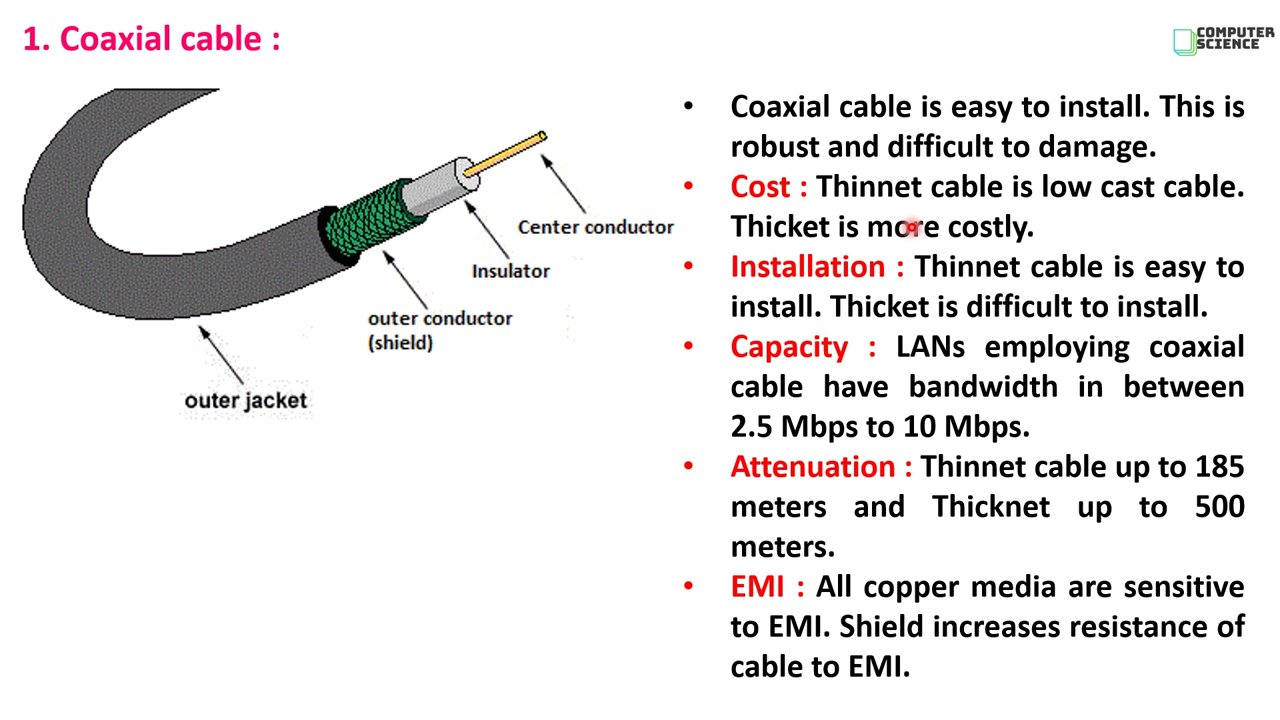 1. Coaxial cable :
COMPUTER
SCIENCE
Center conductor
Insulator
outer conductor
(shield)
outer jacket
• Coaxial cable is easy to install. This is
robust and difficult to damage.
• Cost : Thinnet cable is low cast cable.
Thicket is more costly.
• Installation : Thinnet cable is easy to
install. Thicket is difficult to install.
• Capacity : LANs employing coaxial
cable have bandwidth in between
2.5 Mbps to 10 Mbps.
• Attenuation : Thinnet cable up to 185
meters and Thicknet up to 500
meters.
• EMI : All copper media are sensitive
to EMI. Shield increases resistance of
cable to EMI.